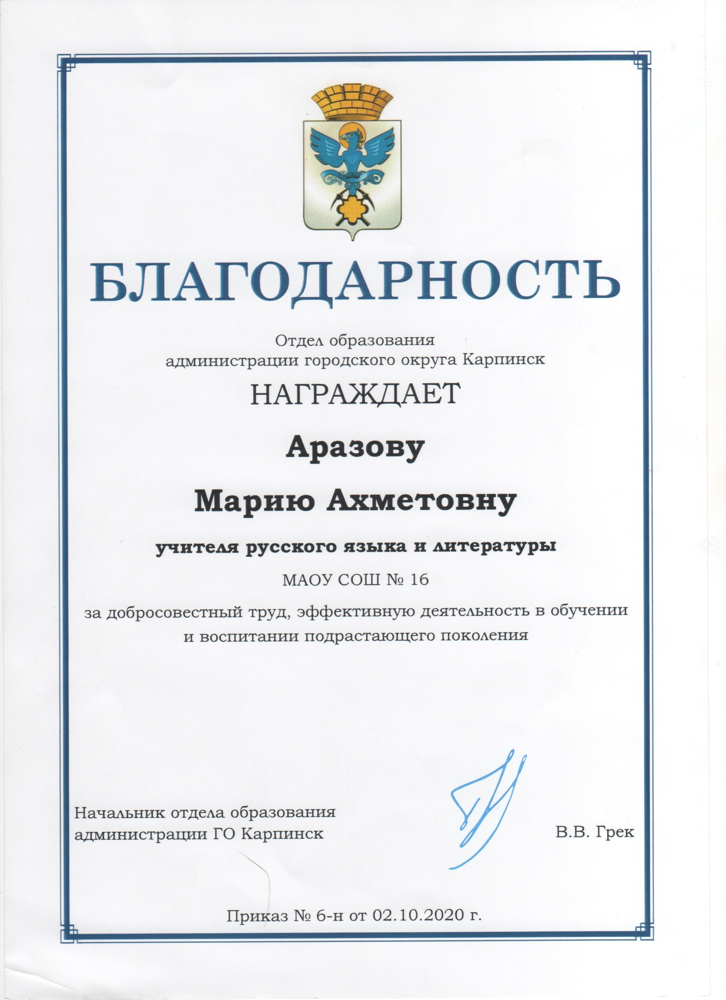 БЛАГОДАРНОСТЬ
Отдел образования
администрации городского округа Карпинск
НАГРАЖДАЕТ
Аразову
Марию Ахметовну
учителя русского языка и литературы
МАОУ СОШ № 16
за добросовестный труд, эффективную деятельность в обучении
и воспитании подрастающего поколения
Начальник отдела образования
администрации ГО Карпинск
В.В. Грек
Приказ № 6-н от 02.10.2020 г.